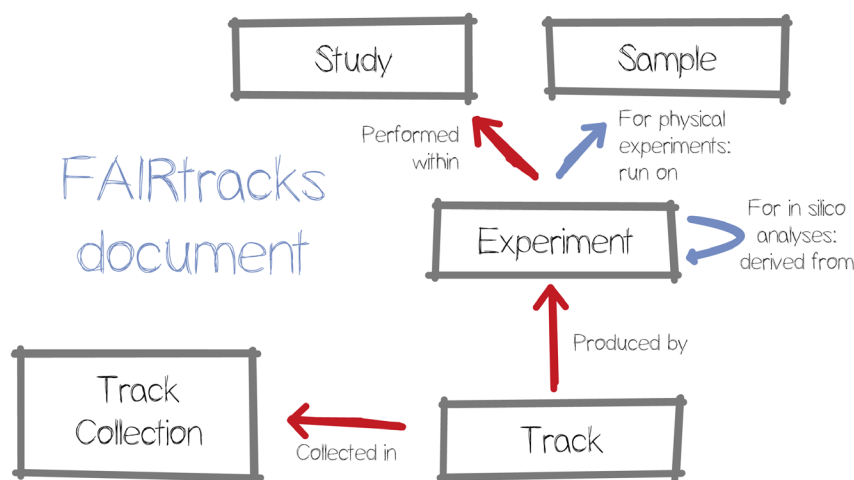 Study
Sample
Performed
within
For physical
experiments:
run on
FAIRtracks
document
Experiment
For in silico
analyses:
derived from
Produced by
Track
Collection
Collected in
Track